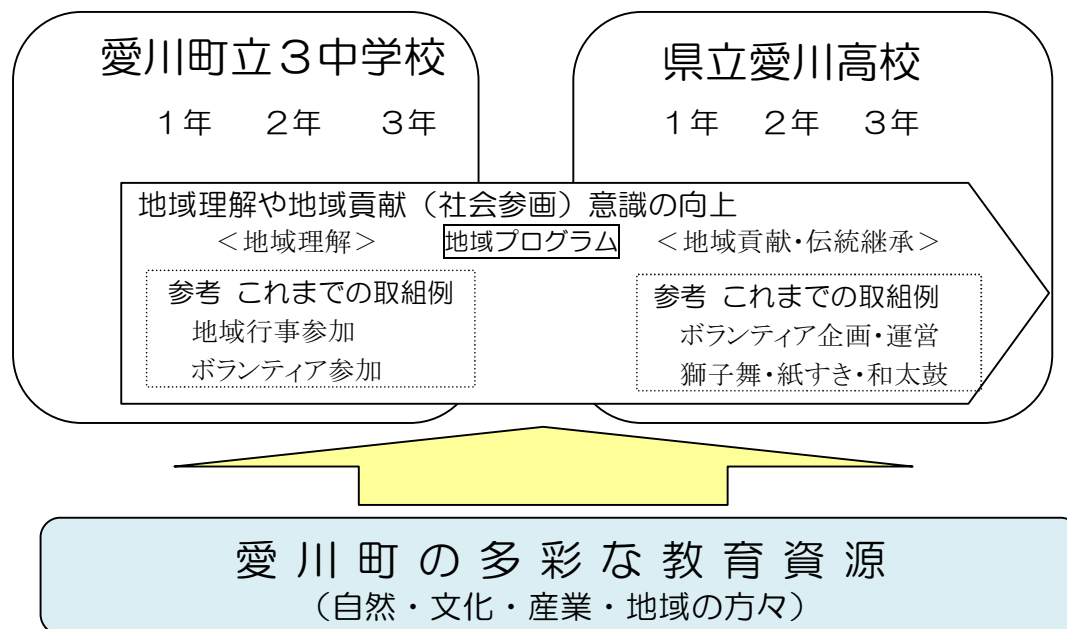 愛川町立３中学校
１年 ２年 ３年
県立愛川高校
１年 ２年 ３年
地域理解や地域貢献（社会参画）意識の向上
＜地域理解＞ 地域プログラム ＜地域貢献・伝統継承＞
参考 これまでの取組例
地域行事参加
ボランティア参加
参考 これまでの取組例
ボランティア企画・運営
獅子舞・紙すき・和太鼓
愛川町の多彩な教育資源
（自然・文化・産業・地域の方々）